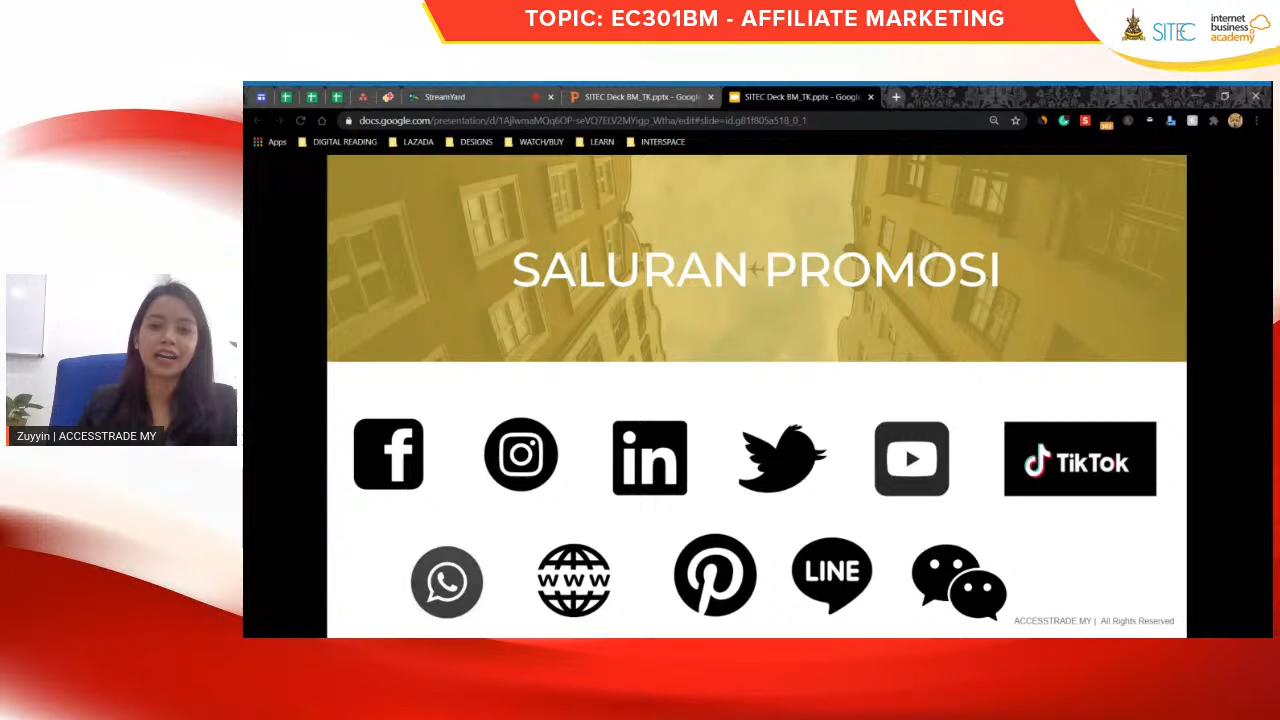 TOPIC: EC301BM - AFFILIATE MARKETING
SITEC
internet
business
academy
StreamYard
SITEC Deck BM_TK.pptx - Googl
SITEC Deck BM_TK.pptx - Googl
Apps
DIGITAL READING
LAZADA
DESIGNS
WATCH/BUY
LEARN
INTERSPACE
SALURAN PROMOSI
Zuyyin | ACCESSTRADE MY
in
TikTok
WWW
LINE
ACCESSTRADE MY | All Rights Reserved